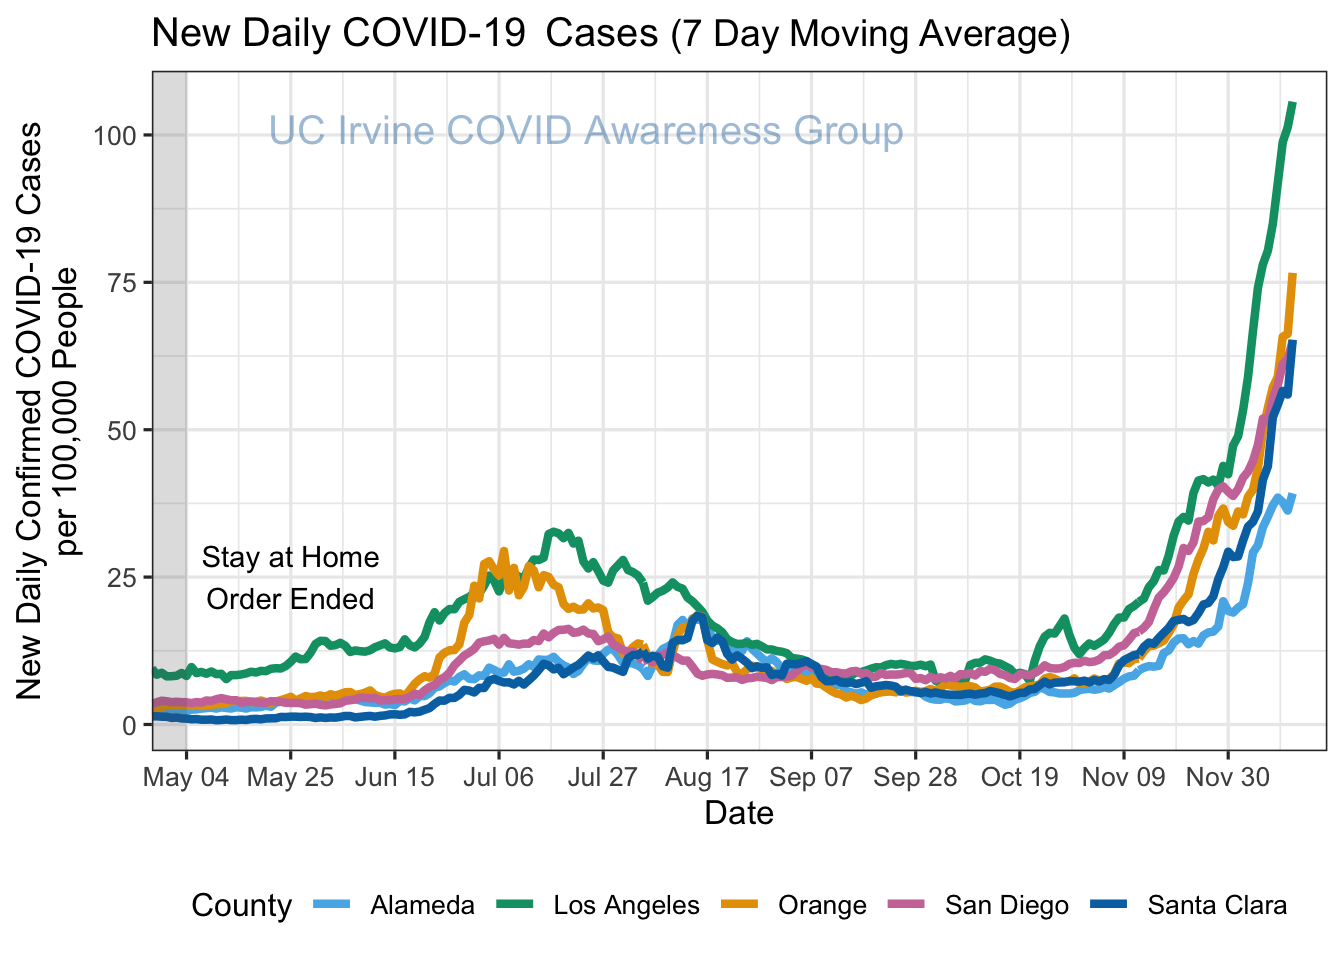 New Daily COVID-19 Cases (7 Day Moving Average)
UC Irvine COVID Awareness Group
New Daily Confirmed COVID-19 Cases
per 100,000 People
100
75
50
25
0
Stay at Home
Order Ended
May 04 May 25 Jun 15 Jul 06 Jul 27 Aug 17 Sep 07 Sep 28 Oct 19 Nov 09 Nov 30
Date
County Alameda Los Angeles Orange San Diego Santa Clara